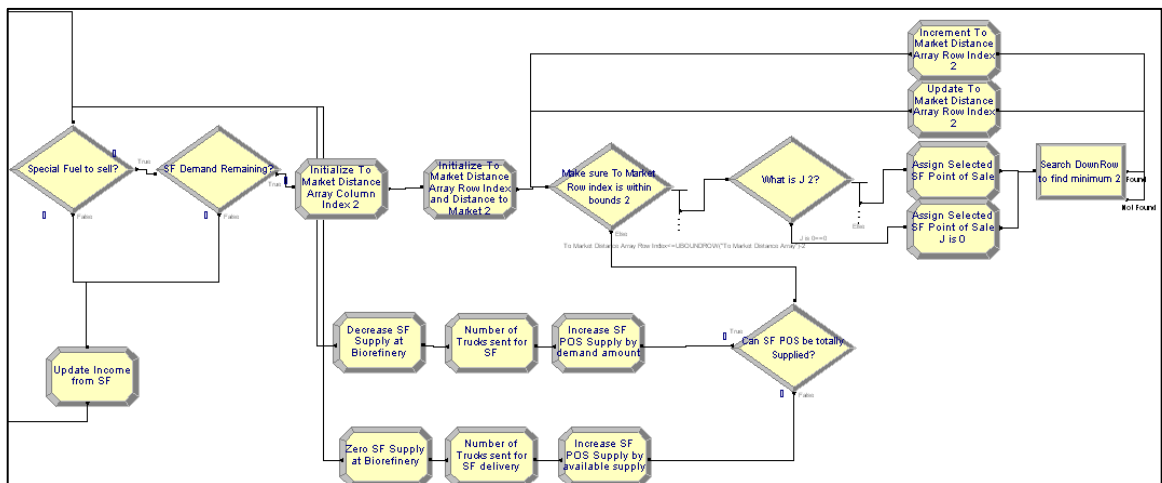 Increment To
Market Distance
Array Row Index
2
Update To
Market Distance
Array Row Index
2
Special Fuel to sell?
True
False
SF Demand Remaining?
True
False
Initialize To
Market Distance
Array Column
Index 2
Initialize To
Market Distance
Array Row Index
and Distance to
Market 2
Make sure To Market
Row index is within
bounds 2
Else
To Market Distance Array Row Index<=UBOUNDROW("To Market Distance Array")-2
What is J 2?
Else
J is 0==0
Assign Selected
SF Point of Sale
Assign Selected
SF Point of Sale
J is 0
Search Down Row
to find minimum 2
Found
Not Found
Decrease SF
Supply at
Biorefinery
Number of
Trucks sent for
SF
Increase SF
POS Supply by
demand amount
True
Can SF POS be totally
Supplied?
False
Update Income
from SF
Zero SF Supply
at Biorefinery
Number of
Trucks sent for
SF delivery
Increase SF
POS Supply by
available supply